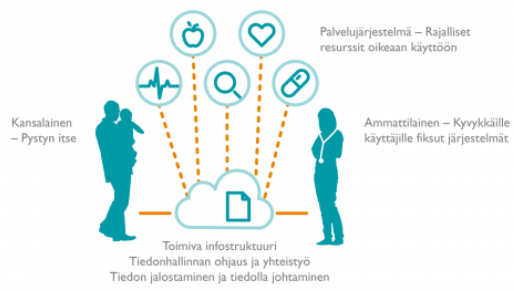 Palvelujärjestelmä – Rajalliset
resurssit oikeaan käyttöön
Kansalainen
– Pystyn itse
Ammattilainen – Kyvykkäille
käyttäjille fiksut järjestelmät
Toimiva infostruktuuri
Tiedonhallinnan ohjaus ja yhteistyö
Tiedon jalostaminen ja tiedolla johtaminen